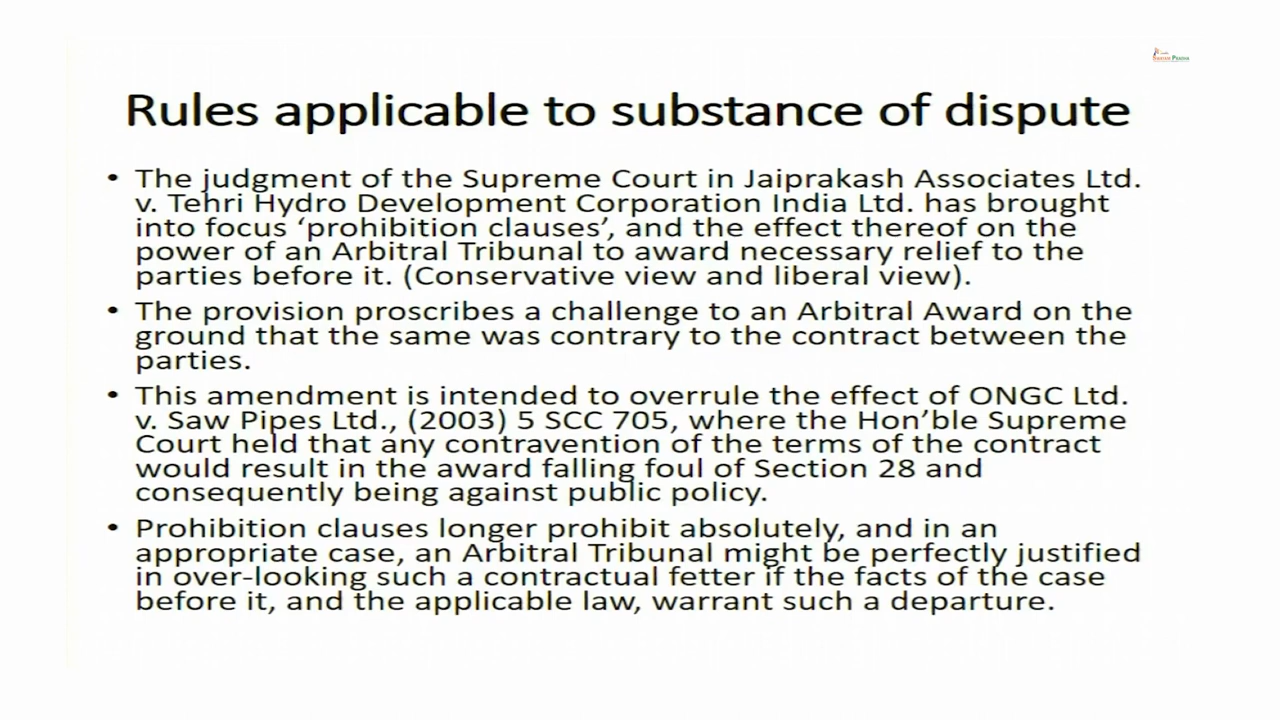 Rules applicable to substance of dispute
• The judgment of the Supreme Court in Jaiprakash Associates Ltd.
v. Tehri Hydro Development Corporation India Ltd. has brought
into focus ‘prohibition clauses’, and the effect thereof on the
power of an Arbitral Tribunal to award necessary relief to the
parties before it. (Conservative view and liberal view).
• The provision proscribes a challenge to an Arbitral Award on the
ground that the same was contrary to the contract between the
parties.
• This amendment is intended to overrule the effect of ONGC Ltd.
v. Saw Pipes Ltd., (2003) 5 SCC 705, where the Hon’ble Supreme
Court held that any contravention of the terms of the contract
would result in the award falling foul of Section 28 and
consequently being against public policy.
• Prohibition clauses longer prohibit absolutely, and in an
appropriate case, an Arbitral Tribunal might be perfectly justified
in over-looking such a contractual fetter if the facts of the case
before it, and the applicable law, warrant such a departure.